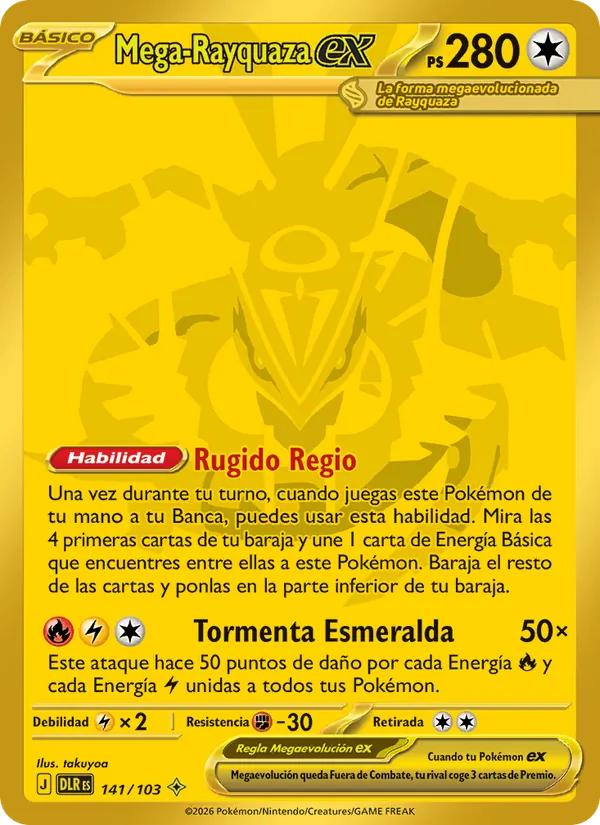 BÁSICO
Mega-Rayquaza ex
PS 280
La forma megaevolucionada
de Rayquaza
Habilidad Rugido Regio
Una vez durante tu turno, cuando juegas este Pokémon de
tu mano a tu Banca, puedes usar esta habilidad. Mira las
4 primeras cartas de tu baraja y une 1 carta de Energía Básica
que encuentres entre ellas a este Pokémon. Baraja el resto
de las cartas y ponlas en la parte inferior de tu baraja.
Tormenta Esmeralda 50×
Este ataque hace 50 puntos de daño por cada Energía y
cada Energía unidas a todos tus Pokémon.
Debilidad ×2 Resistencia -30 Retirada
Ilus. takuyoa
J DLR ES 141/103
Regla Megaevolución ex
Cuando tu Pokémon ex
Megaevolución queda Fuera de Combate, tu rival coge 3 cartas de Premio.
©2026 Pokémon/Nintendo/Creatures/GAME FREAK